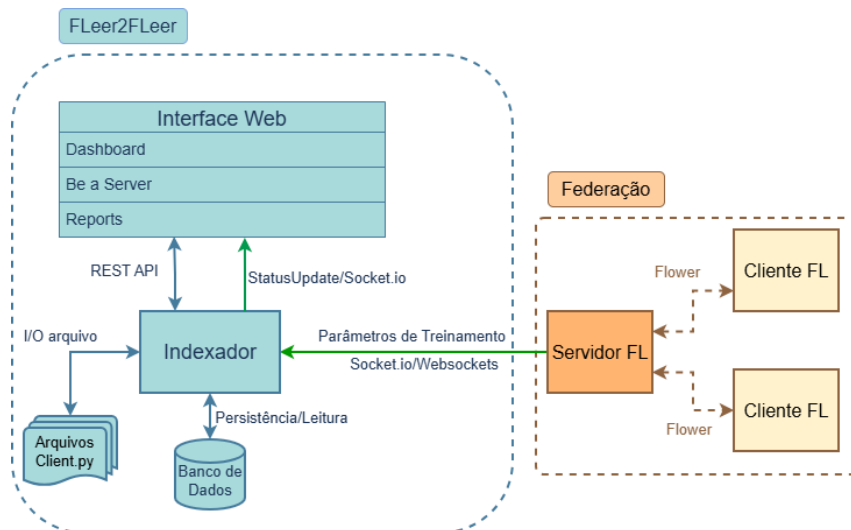 FLeer2FLeer
Interface Web
Dashboard
Be a Server
Reports
Federação
REST API
StatusUpdate/Socket.io
Flower
Cliente FL
I/O arquivo
Indexador
Parâmetros de Treinamento
Socket.io/Websockets
Servidor FL
Persistência/Leitura
Flower
Cliente FL
Arquivos
Client.py
Banco de
Dados